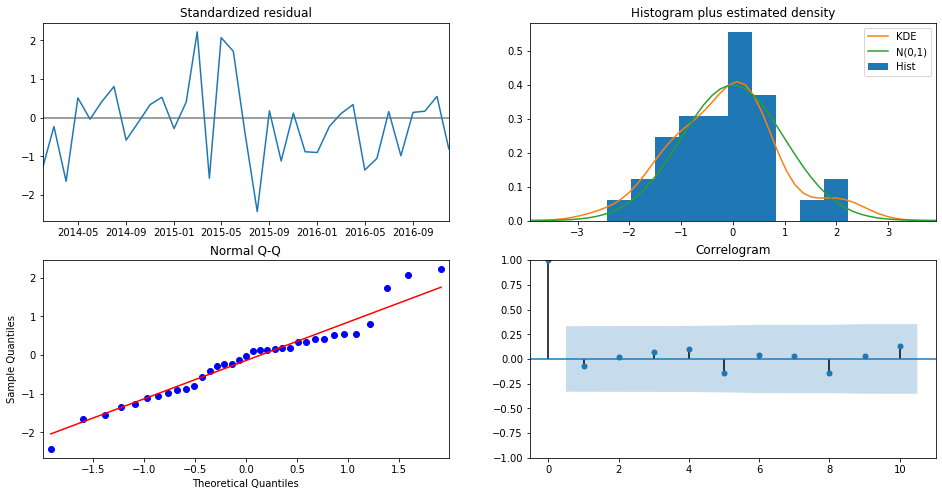 Standardized residual
2
1
0
−1
−2
2014-05 2014-09 2015-01 2015-05 2015-09 2016-01 2016-05 2016-09
Histogram plus estimated density
KDE
N(0,1)
Hist
0.5
0.4
0.3
0.2
0.1
0.0
−3 −2 −1 0 1 2 3
Normal Q-Q
Sample Quantiles
2
1
0
−1
−2
−1.5 −1.0 −0.5 0.0 0.5 1.0 1.5
Theoretical Quantiles
Correlogram
1.00
0.75
0.50
0.25
0.00
−0.25
−0.50
−0.75
−1.00
0 2 4 6 8 10